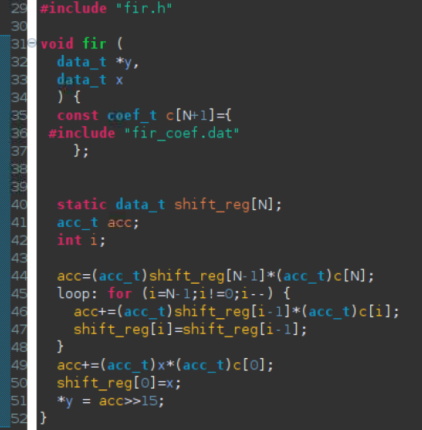 29 #include "fir.h"
30
31 void fir (
32 data_t *y,
33 data_t x
34 ) {
35 const coef_t c[N+1]={
36 #include "fir_coef.dat"
37 };
38
39
40 static data_t shift_reg[N];
41 acc_t acc;
42 int i;
43
44 acc=(acc_t)shift_reg[N-1]*(acc_t)c[N];
45 loop: for (i=N-1;i!=0;i--) {
46 acc+=(acc_t)shift_reg[i-1]*(acc_t)c[i];
47 shift_reg[i]=shift_reg[i-1];
48 }
49 acc+=(acc_t)x*(acc_t)c[0];
50 shift_reg[0]=x;
51 *y = acc>>15;
52 }